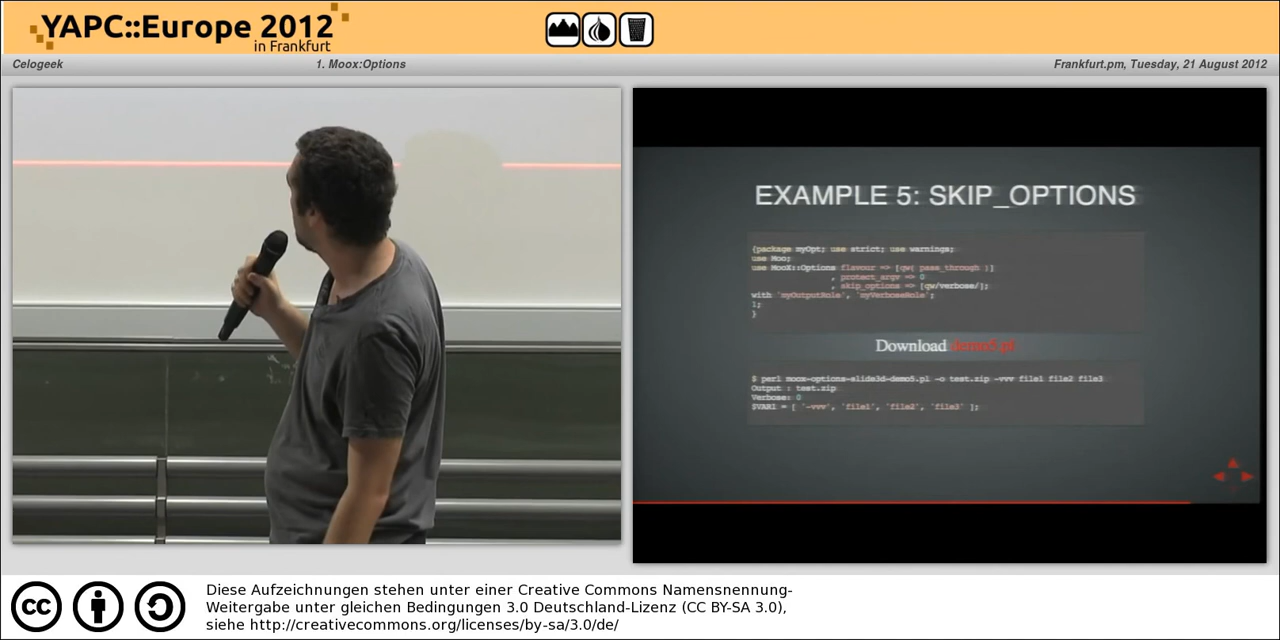 YAPC::Europe 2012
in Frankfurt
Celogeek
1. Moox:Options
Frankfurt.pm, Tuesday, 21 August 2012
EXAMPLE 5: SKIP_OPTIONS
{package myOpt; use strict; use warnings;
use Moo;
use MooX::Options flavour => [qw( pass_through )]
, protect_argv => 0
, skip_options => [qw/verbose/];
with 'myOutputRole', 'myVerboseRole';
1;
}
Download demo5.pl
$ perl moox-options-slide3d-demo5.pl -o test.zip -vvv file1 file2 file3
Output : test.zip
Verbose: 0
$VAR1 = [ '-vvv', 'file1', 'file2', 'file3' ];
cc
Diese Aufzeichnungen stehen unter einer Creative Commons Namensnennung-
Weitergabe unter gleichen Bedingungen 3.0 Deutschland-Lizenz (CC BY-SA 3.0),
siehe http://creativecommons.org/licenses/by-sa/3.0/de/